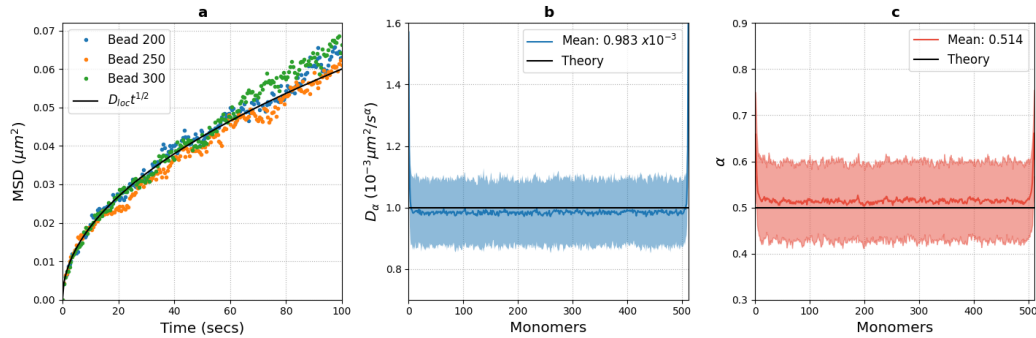 a
MSD (μm²)
0.07
0.06
0.05
0.04
0.03
0.02
0.01
0.00
Bead 200
Bead 250
Bead 300
D_{loc}t^{1/2}
0 20 40 60 80 100
Time (secs)
b
D_α (10⁻³μm²/s^α)
1.6
1.4
1.2
1.0
0.8
Mean: 0.983 x10⁻³
Theory
0 100 200 300 400 500
Monomers
c
α
0.9
0.8
0.7
0.6
0.5
0.4
0.3
Mean: 0.514
Theory
0 100 200 300 400 500
Monomers